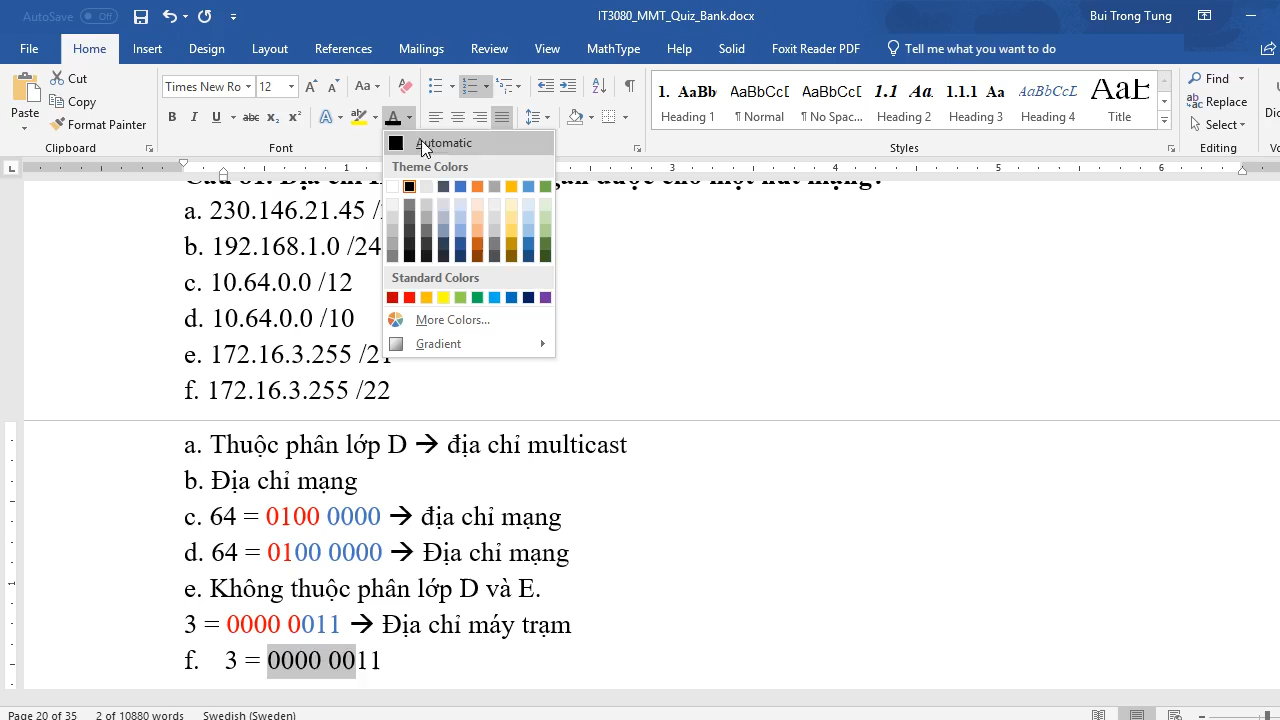 AutoSave Off IT3080_MMT_Quiz_Bank.docx Bui Trong Tung
File Home Insert Design Layout References Mailings Review View MathType Help Solid Foxit Reader PDF Tell me what you want to do
Paste Cut Copy Format Painter
Times New Ro 12
1. AaBb AaBbCcD AaBbCcD 1.1 Aa. 1.1.1 Aa AaBbCcL
Heading 1 ¶ Normal ¶ No Spac... Heading 2 Heading 3 Heading 4 Title
Find Replace Select
Clipboard Font Styles Editing
Automatic
Theme Colors
Standard Colors
More Colors...
Gradient
một nút mạng?
a. 230.146.21.45
b. 192.168.1.0 /24
c. 10.64.0.0 /12
d. 10.64.0.0 /10
e. 172.16.3.255 /21
f. 172.16.3.255 /22
a. Thuộc phân lớp D → địa chỉ multicast
b. Địa chỉ mạng
c. 64 = 0100 0000 → địa chỉ mạng
d. 64 = 0100 0000 → Địa chỉ mạng
e. Không thuộc phân lớp D và E.
3 = 0000 0011 → Địa chỉ máy trạm
f. 3 = 0000 0011
Page 20 of 35 2 of 10880 words Swedish (Sweden)